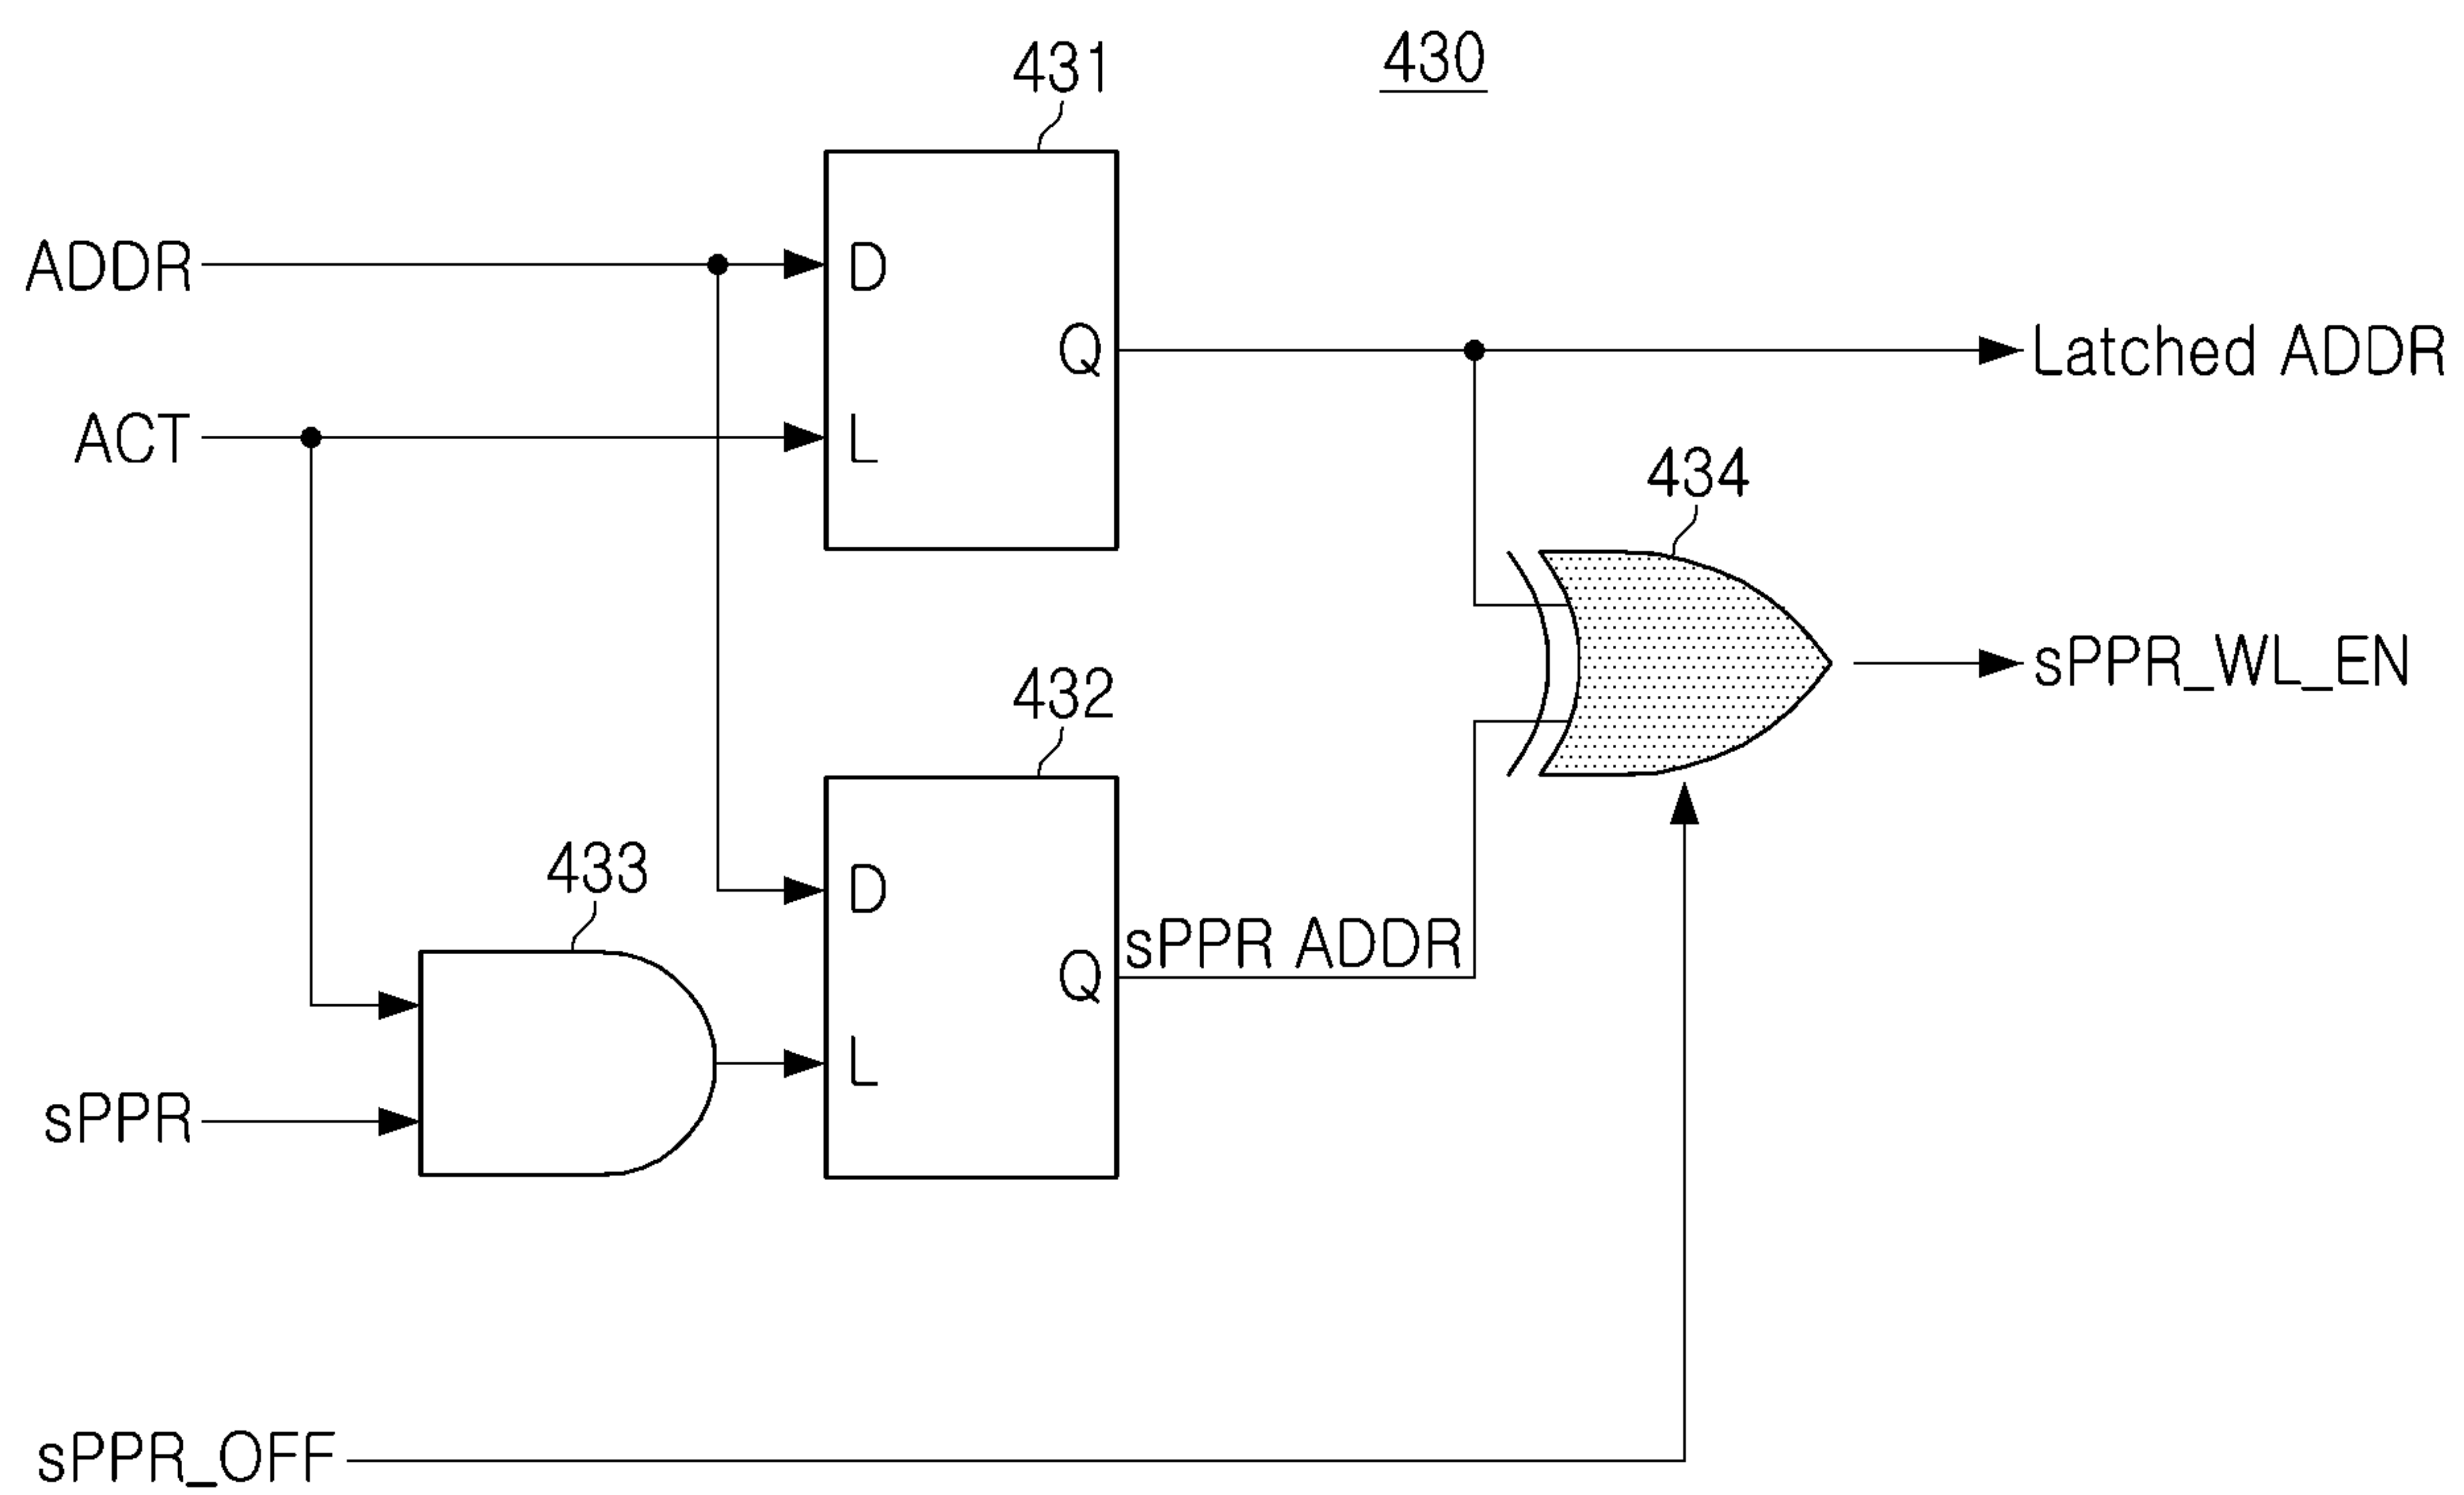 430
431
ADDR
D
Q
Latched ADDR
ACT
L
434
sPPR_WL_EN
432
433
D
sPPR ADDR
Q
L
sPPR
sPPR_OFF